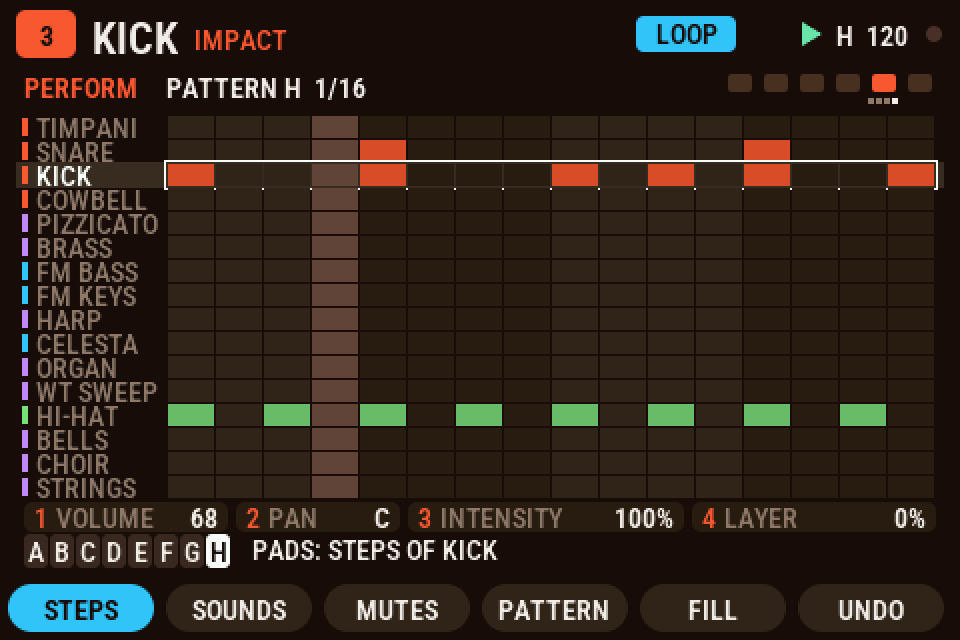 3 KICK IMPACT LOOP H 120
PERFORM PATTERN H 1/16
TIMPANI
SNARE
KICK
COWBELL
PIZZICATO
BRASS
FM BASS
FM KEYS
HARP
CELESTA
ORGAN
WT SWEEP
HI-HAT
BELLS
CHOIR
STRINGS
1 VOLUME 68 2 PAN C 3 INTENSITY 100% 4 LAYER 0%
A B C D E F G H PADS: STEPS OF KICK
STEPS SOUNDS MUTES PATTERN FILL UNDO